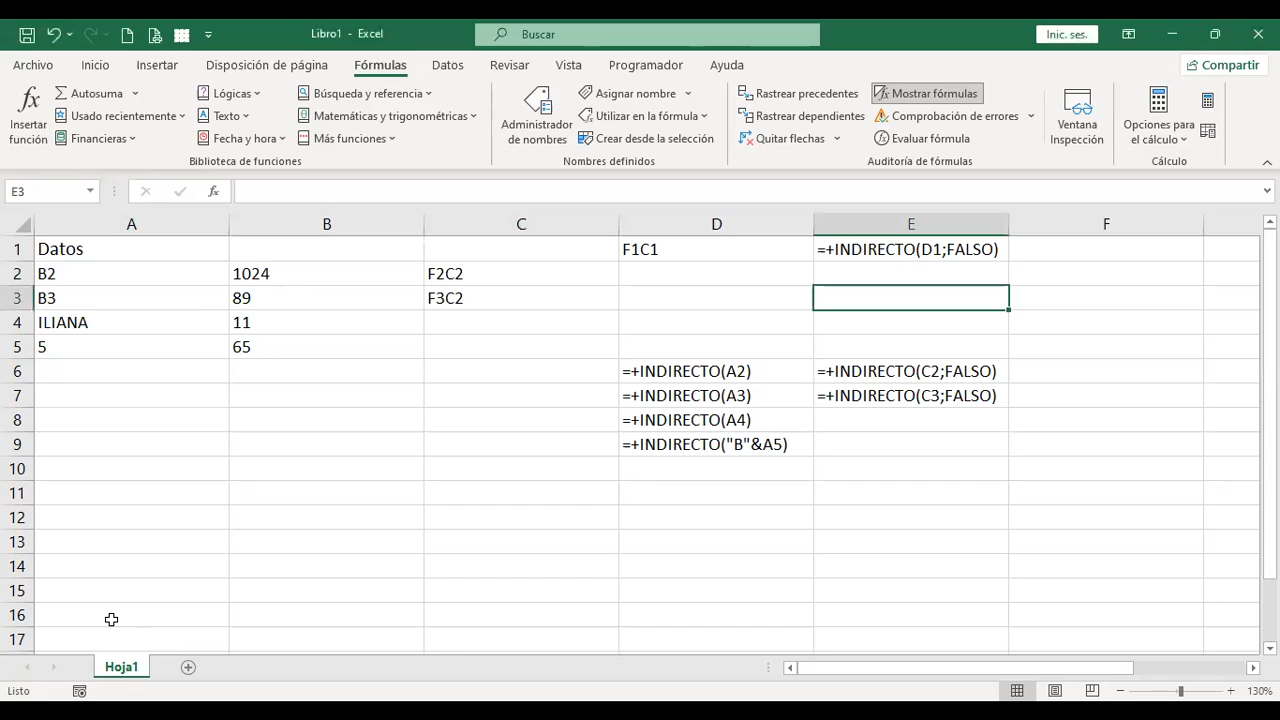 Libro1 - Excel
Buscar
Inic. ses.
Archivo Inicio Insertar Disposición de página Fórmulas Datos Revisar Vista Programador Ayuda
Compartir
fx Insertar función
Autosuma
Usado recientemente
Financieras
Lógicas
Texto
Fecha y hora
Búsqueda y referencia
Matemáticas y trigonométricas
Más funciones
Biblioteca de funciones
Administrador de nombres
Asignar nombre
Utilizar en la fórmula
Crear desde la selección
Nombres definidos
Rastrear precedentes
Rastrear dependientes
Quitar flechas
Mostrar fórmulas
Comprobación de errores
Evaluar fórmula
Auditoría de fórmulas
Ventana Inspección
Opciones para el cálculo
Cálculo
E3 fx
A B C D E F
1 Datos F1C1 =+INDIRECTO(D1;FALSO)
2 B2 1024 F2C2
3 B3 89 F3C2
4 ILIANA 11
5 5 65
6 =+INDIRECTO(A2) =+INDIRECTO(C2;FALSO)
7 =+INDIRECTO(A3) =+INDIRECTO(C3;FALSO)
8 =+INDIRECTO(A4)
9 =+INDIRECTO("B"&A5)
10
11
12
13
14
15
16
17
Hoja1
Listo
130%